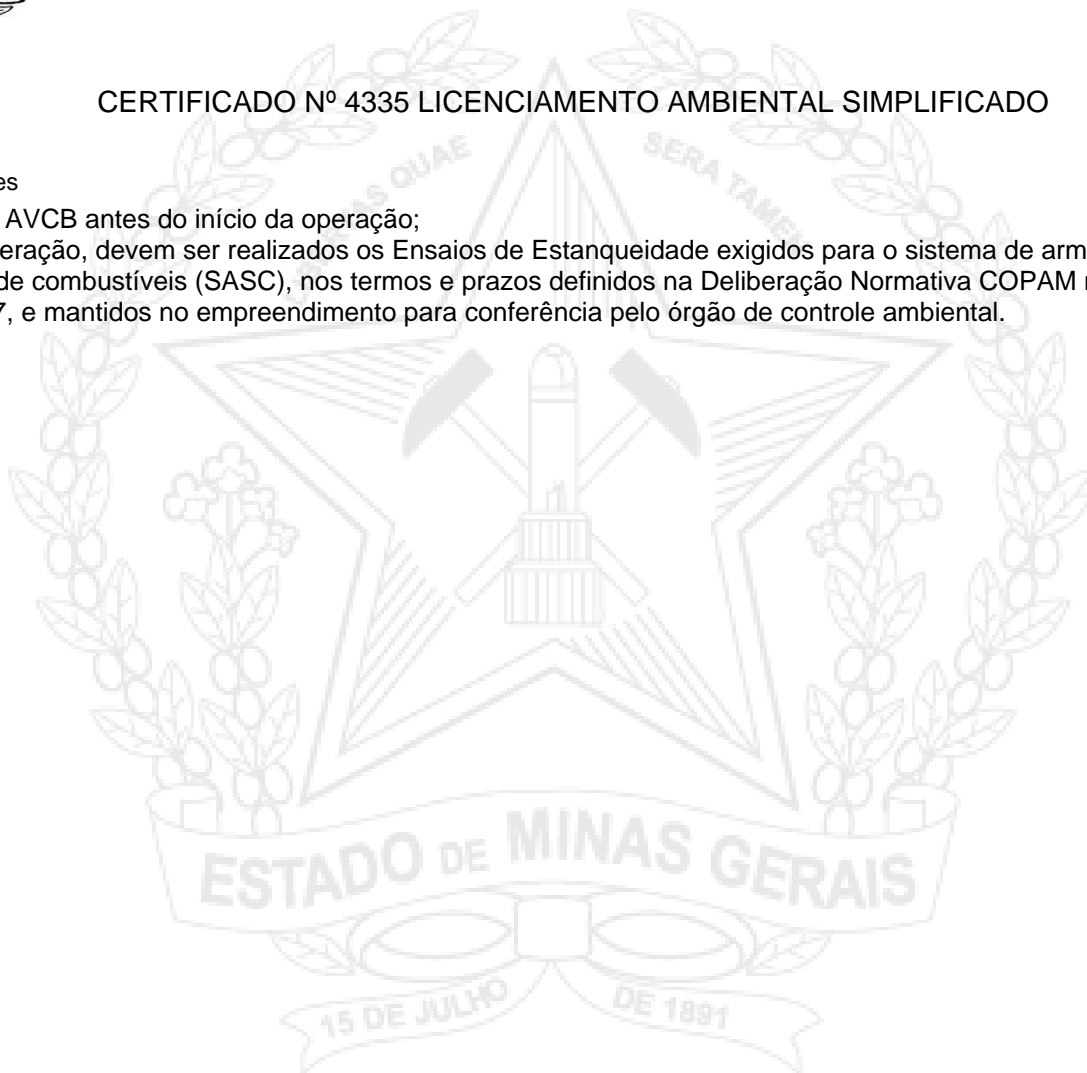 CERTIFICADO Nº 4335 LICENCIAMENTO AMBIENTAL SIMPLIFICADO
LIBERTAS QUAE SERA TAMEN
es
AVCB antes do início da operação;
eração, devem ser realizados os Ensaios de Estanqueidade exigidos para o sistema de arm
de combustíveis (SASC), nos termos e prazos definidos na Deliberação Normativa COPAM
7, e mantidos no empreendimento para conferência pelo órgão de controle ambiental.
ESTADO DE MINAS GERAIS
15 DE JULHO DE 1891